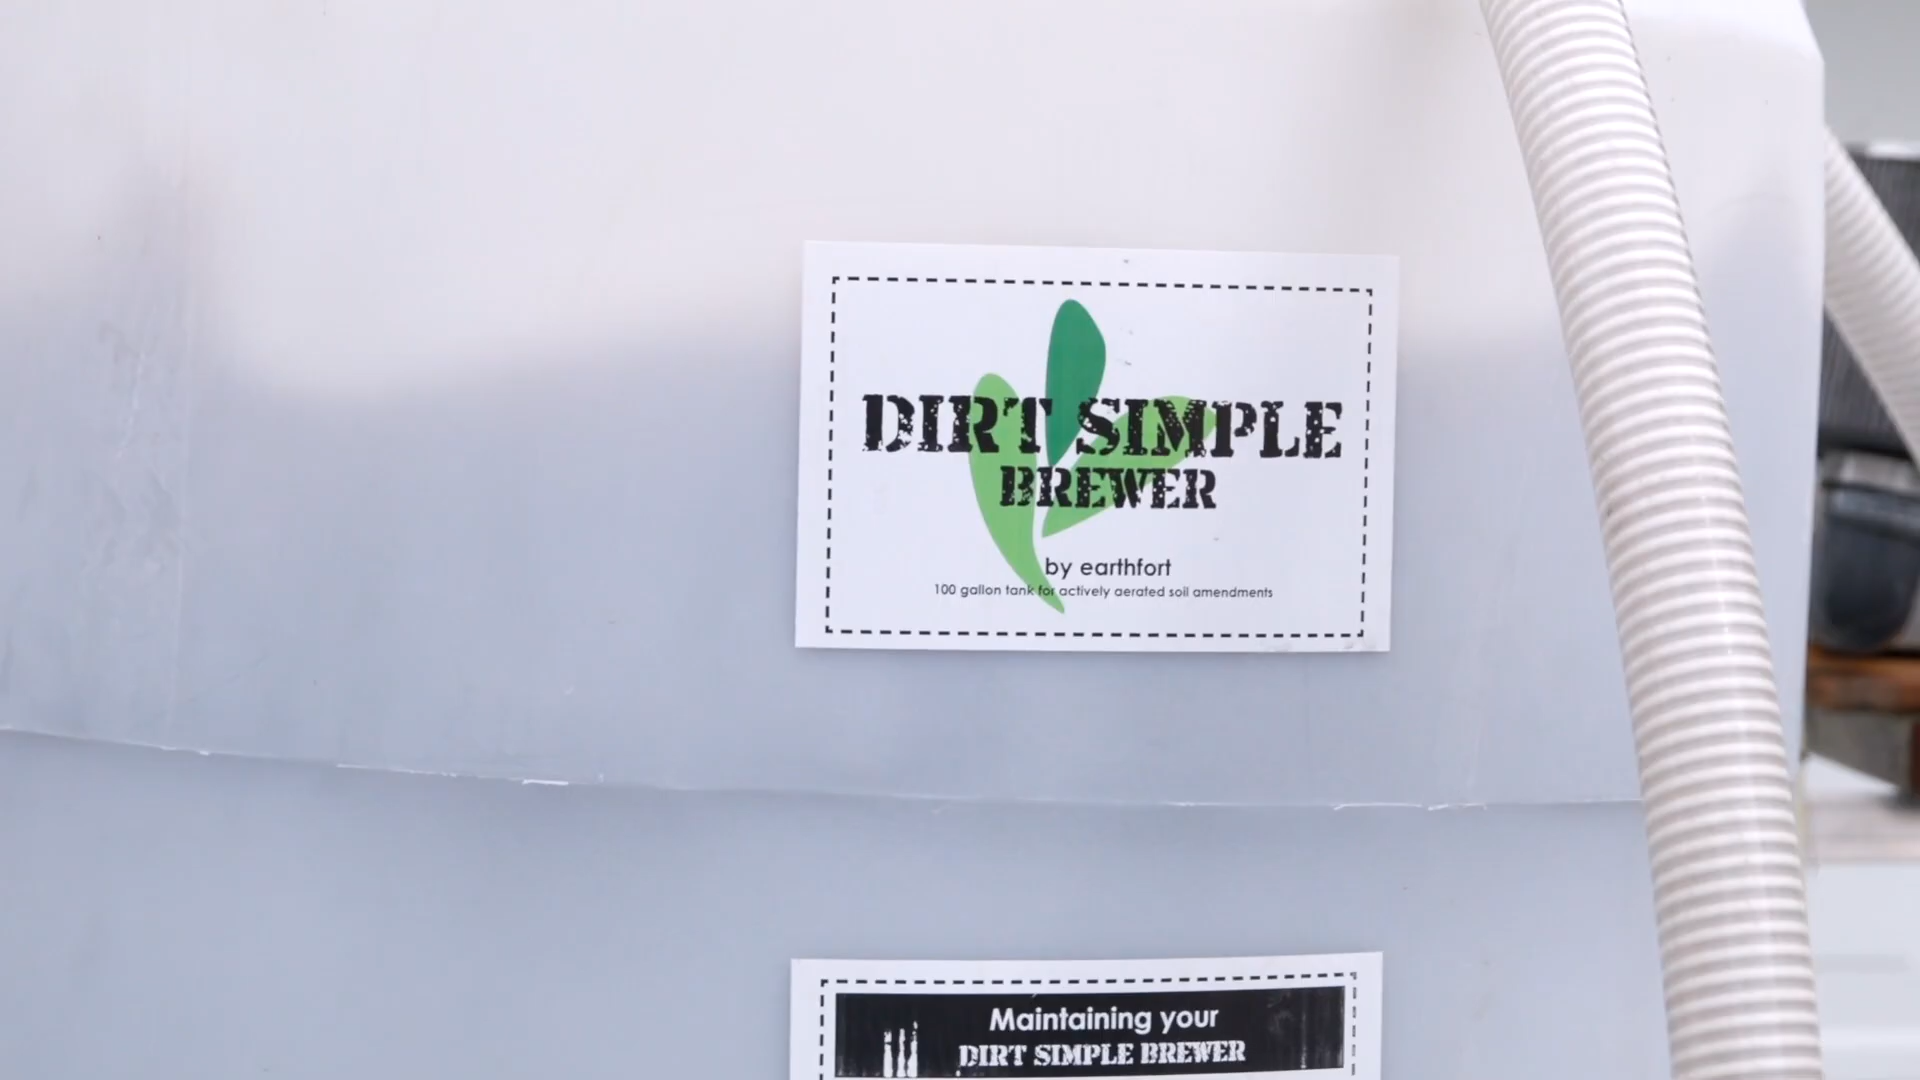 DIRT SIMPLE
BREWER
by earthfort
100 gallon tank for actively aerated soil amendments
Maintaining your
DIRT SIMPLE BREWER